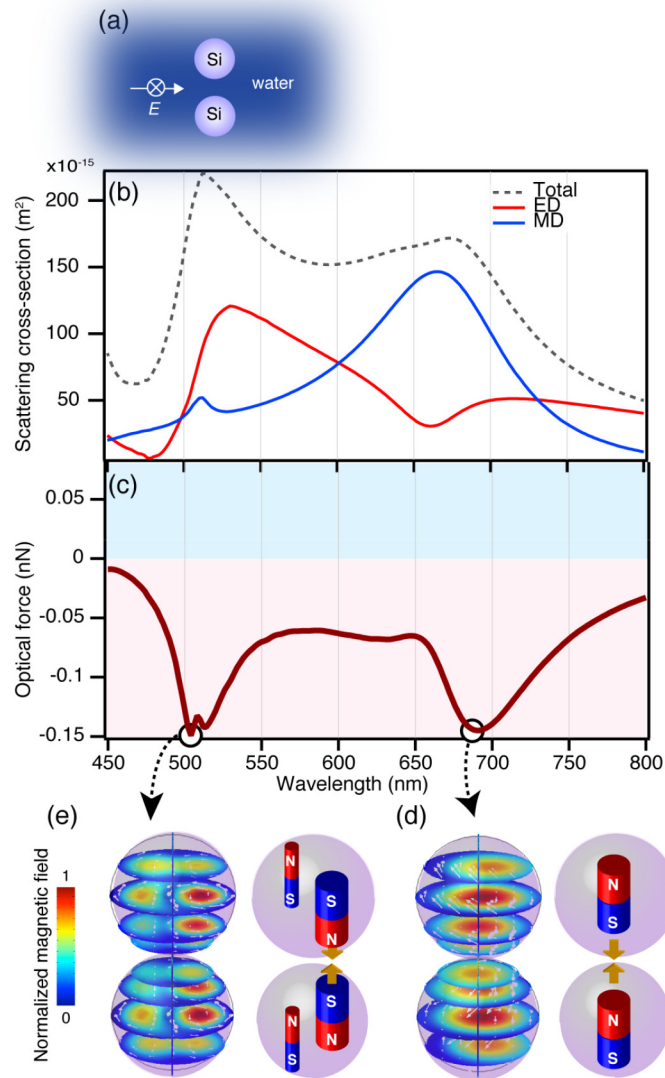 (a)
Si
water
E
Si
x10⁻¹⁵
(b)
Total
ED
MD
Scattering cross-section (m²)
200
150
100
50
(c)
Optical force (nN)
0.05
0
-0.05
-0.1
-0.15
450 500 550 600 650 700 750 800
Wavelength (nm)
(e)
(d)
Normalized magnetic field
1
0
N
S
S
N
N
S
N
S
S
N
N
S